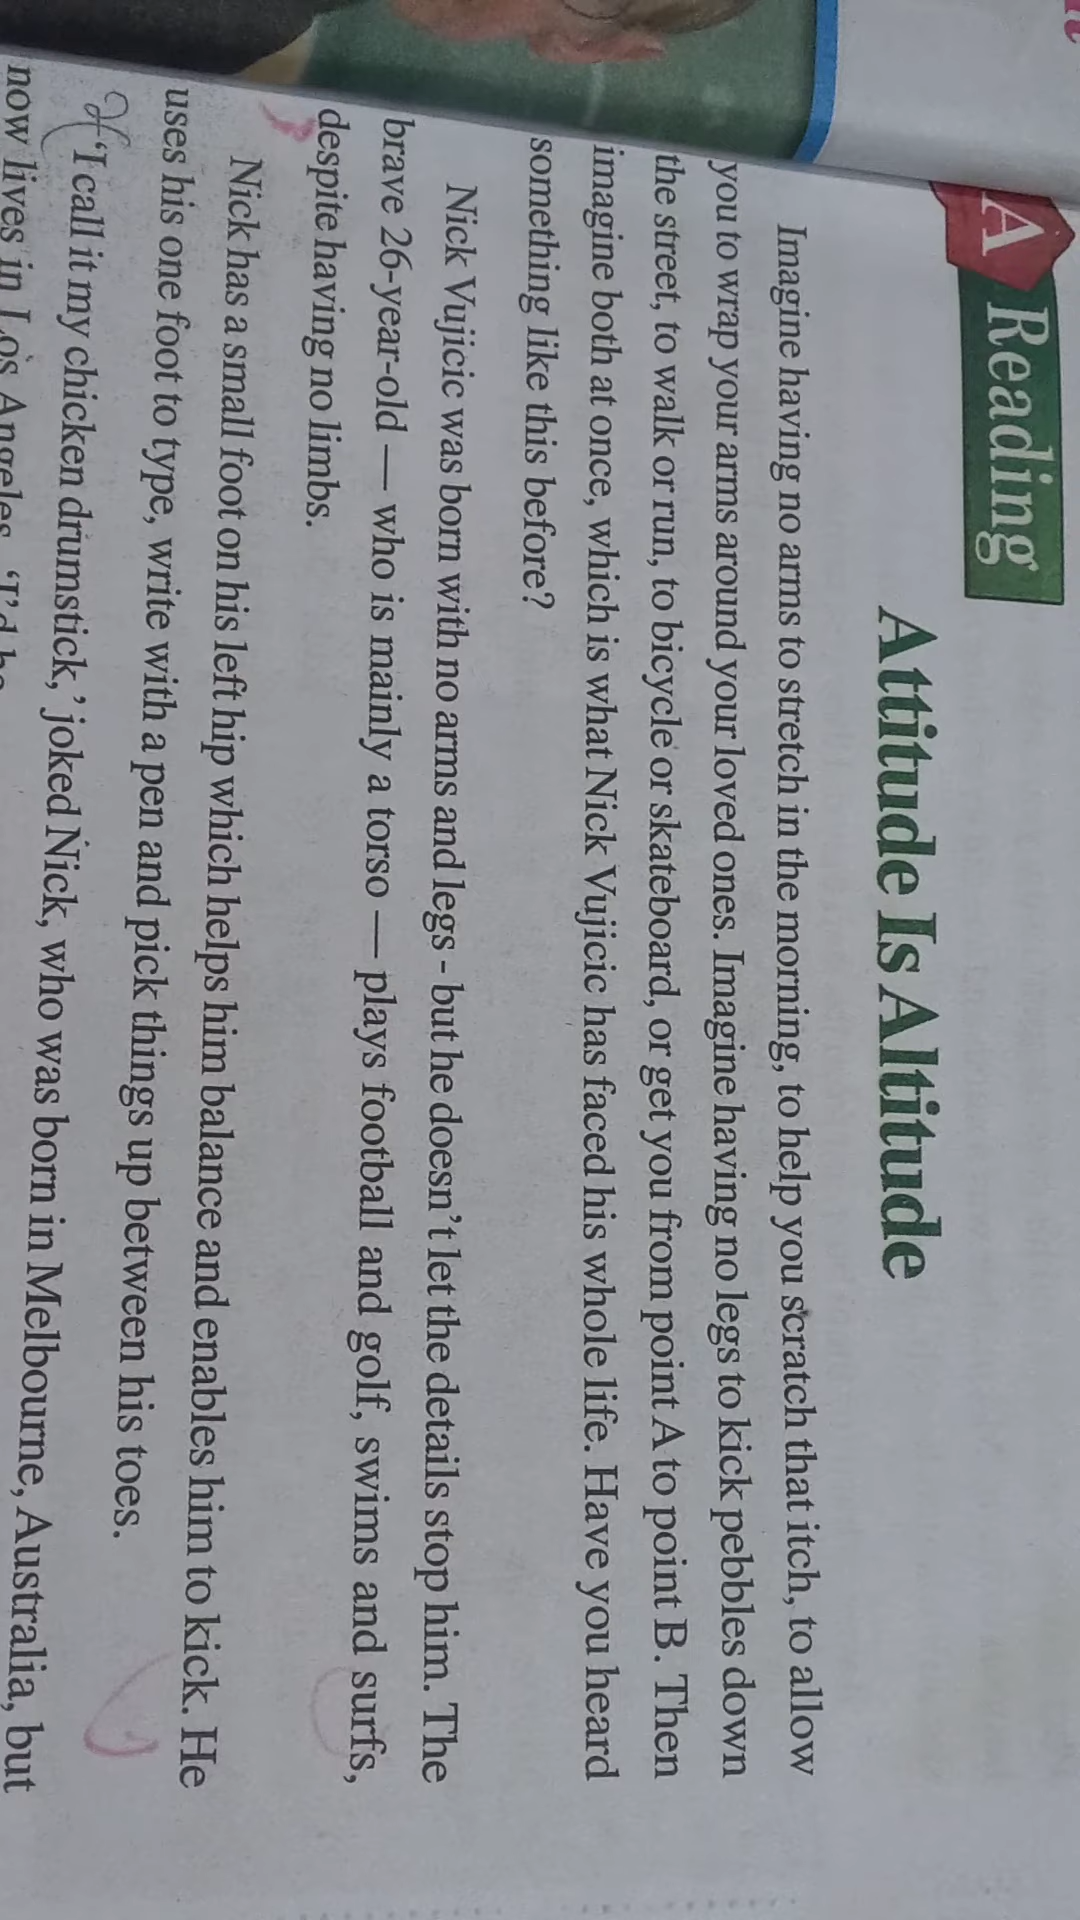 A Reading
Attitude Is Altitude
Imagine having no arms to stretch in the morning, to help you scratch that itch, to allow
you to wrap your arms around your loved ones. Imagine having no legs to kick pebbles down
the street, to walk or run, to bicycle or skateboard, or get you from point A to point B. Then
imagine both at once, which is what Nick Vujicic has faced his whole life. Have you heard
something like this before?
Nick Vujicic was born with no arms and legs - but he doesn't let the details stop him. The
brave 26-year-old — who is mainly a torso — plays football and golf, swims and surfs,
despite having no limbs.
Nick has a small foot on his left hip which helps him balance and enables him to kick. He
uses his one foot to type, write with a pen and pick things up between his toes.
'I call it my chicken drumstick,' joked Nick, who was born in Melbourne, Australia, but
now lives in Los Angeles. 'I'd